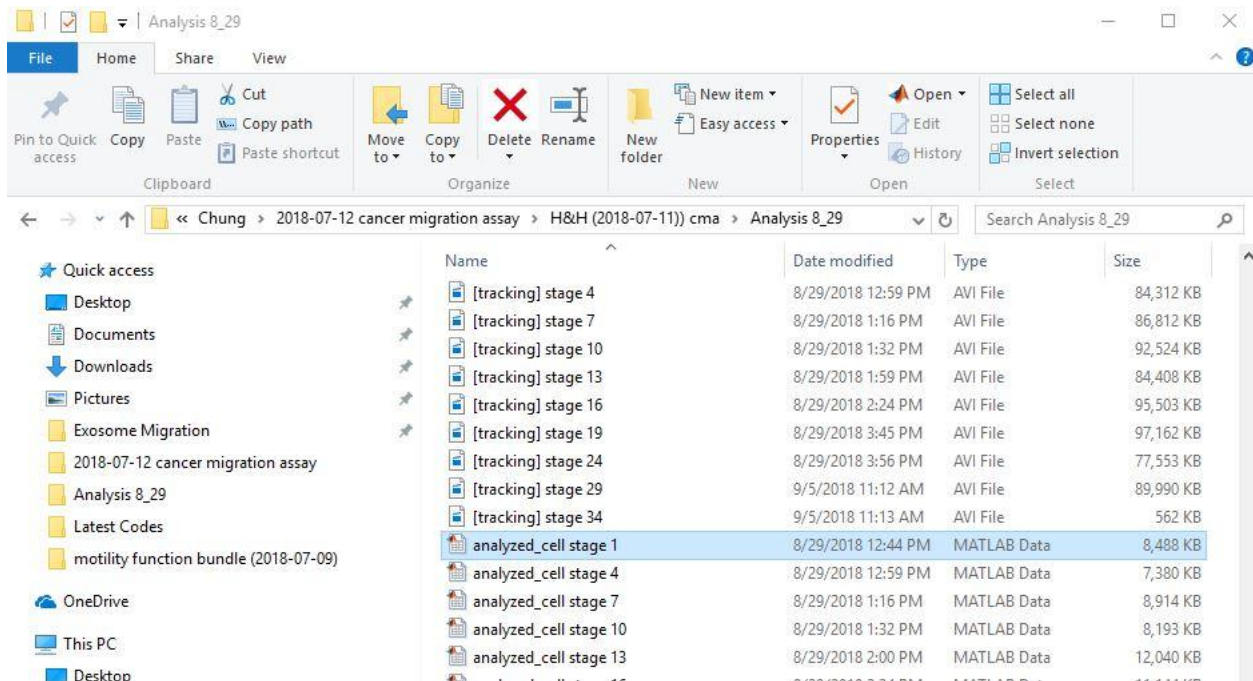 Analysis 8_29
File Home Share View
Pin to Quick access
Copy
Paste
Cut
Copy path
Paste shortcut
Clipboard
Move to
Copy to
Delete
Rename
Organize
New folder
New item
Easy access
New
Properties
Open
Edit
History
Open
Select all
Select none
Invert selection
Select
« Chung > 2018-07-12 cancer migration assay > H&H (2018-07-11)) cma > Analysis 8_29
Search Analysis 8_29
Quick access
Desktop
Documents
Downloads
Pictures
Exosome Migration
2018-07-12 cancer migration assay
Analysis 8_29
Latest Codes
motility function bundle (2018-07-09)
OneDrive
This PC
Desktop
Name Date modified Type Size
[tracking] stage 4 8/29/2018 12:59 PM AVI File 84,312 KB
[tracking] stage 7 8/29/2018 1:16 PM AVI File 86,812 KB
[tracking] stage 10 8/29/2018 1:32 PM AVI File 92,524 KB
[tracking] stage 13 8/29/2018 1:59 PM AVI File 84,408 KB
[tracking] stage 16 8/29/2018 2:24 PM AVI File 95,503 KB
[tracking] stage 19 8/29/2018 3:45 PM AVI File 97,162 KB
[tracking] stage 24 8/29/2018 3:56 PM AVI File 77,553 KB
[tracking] stage 29 9/5/2018 11:12 AM AVI File 89,990 KB
[tracking] stage 34 9/5/2018 11:13 AM AVI File 562 KB
analyzed_cell stage 1 8/29/2018 12:44 PM MATLAB Data 8,488 KB
analyzed_cell stage 4 8/29/2018 12:59 PM MATLAB Data 7,380 KB
analyzed_cell stage 7 8/29/2018 1:16 PM MATLAB Data 8,914 KB
analyzed_cell stage 10 8/29/2018 1:32 PM MATLAB Data 8,193 KB
analyzed_cell stage 13 8/29/2018 2:00 PM MATLAB Data 12,040 KB